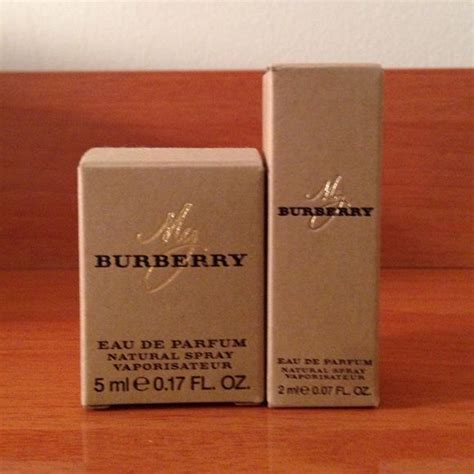 My
BURBERRY
EAU DE PARFUM
NATURAL SPRAY
VAPORISATEUR
5 ml e 0.17 FL. OZ.
My
BURBERRY
EAU DE PARFUM
NATURAL SPRAY
VAPORISATEUR
2 ml e 0.07 FL. OZ.